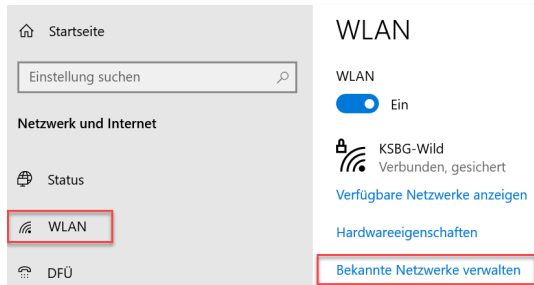 Startseite
Einstellung suchen
Netzwerk und Internet
Status
WLAN
DFÜ
WLAN
WLAN
Ein
KSBG-Wild
Verbunden, gesichert
Verfügbare Netzwerke anzeigen
Hardwareeigenschaften
Bekannte Netzwerke verwalten